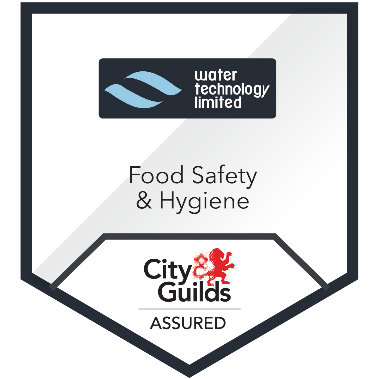 water
technology
limited
Food Safety
& Hygiene
City&
Guilds
ASSURED